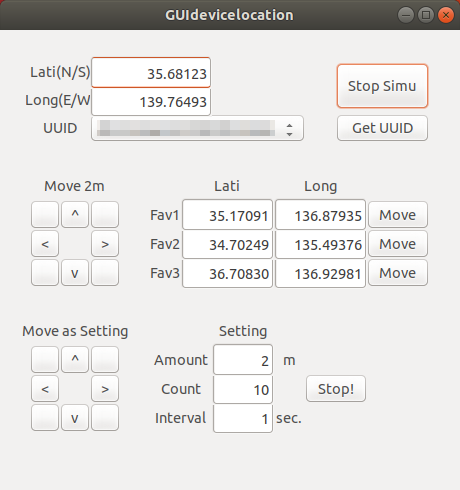 GUIdevicelocation
Lati(N/S) 35.68123
Stop Simu
Long(E/W 139.76493
UUID
Get UUID
Move 2m
Lati Long
^
Fav1 35.17091 136.87935 Move
< >
Fav2 34.70249 135.49376 Move
v
Fav3 36.70830 136.92981 Move
Move as Setting
Setting
^
Amount 2 m
< >
Count 10 Stop!
v
Interval 1 sec.